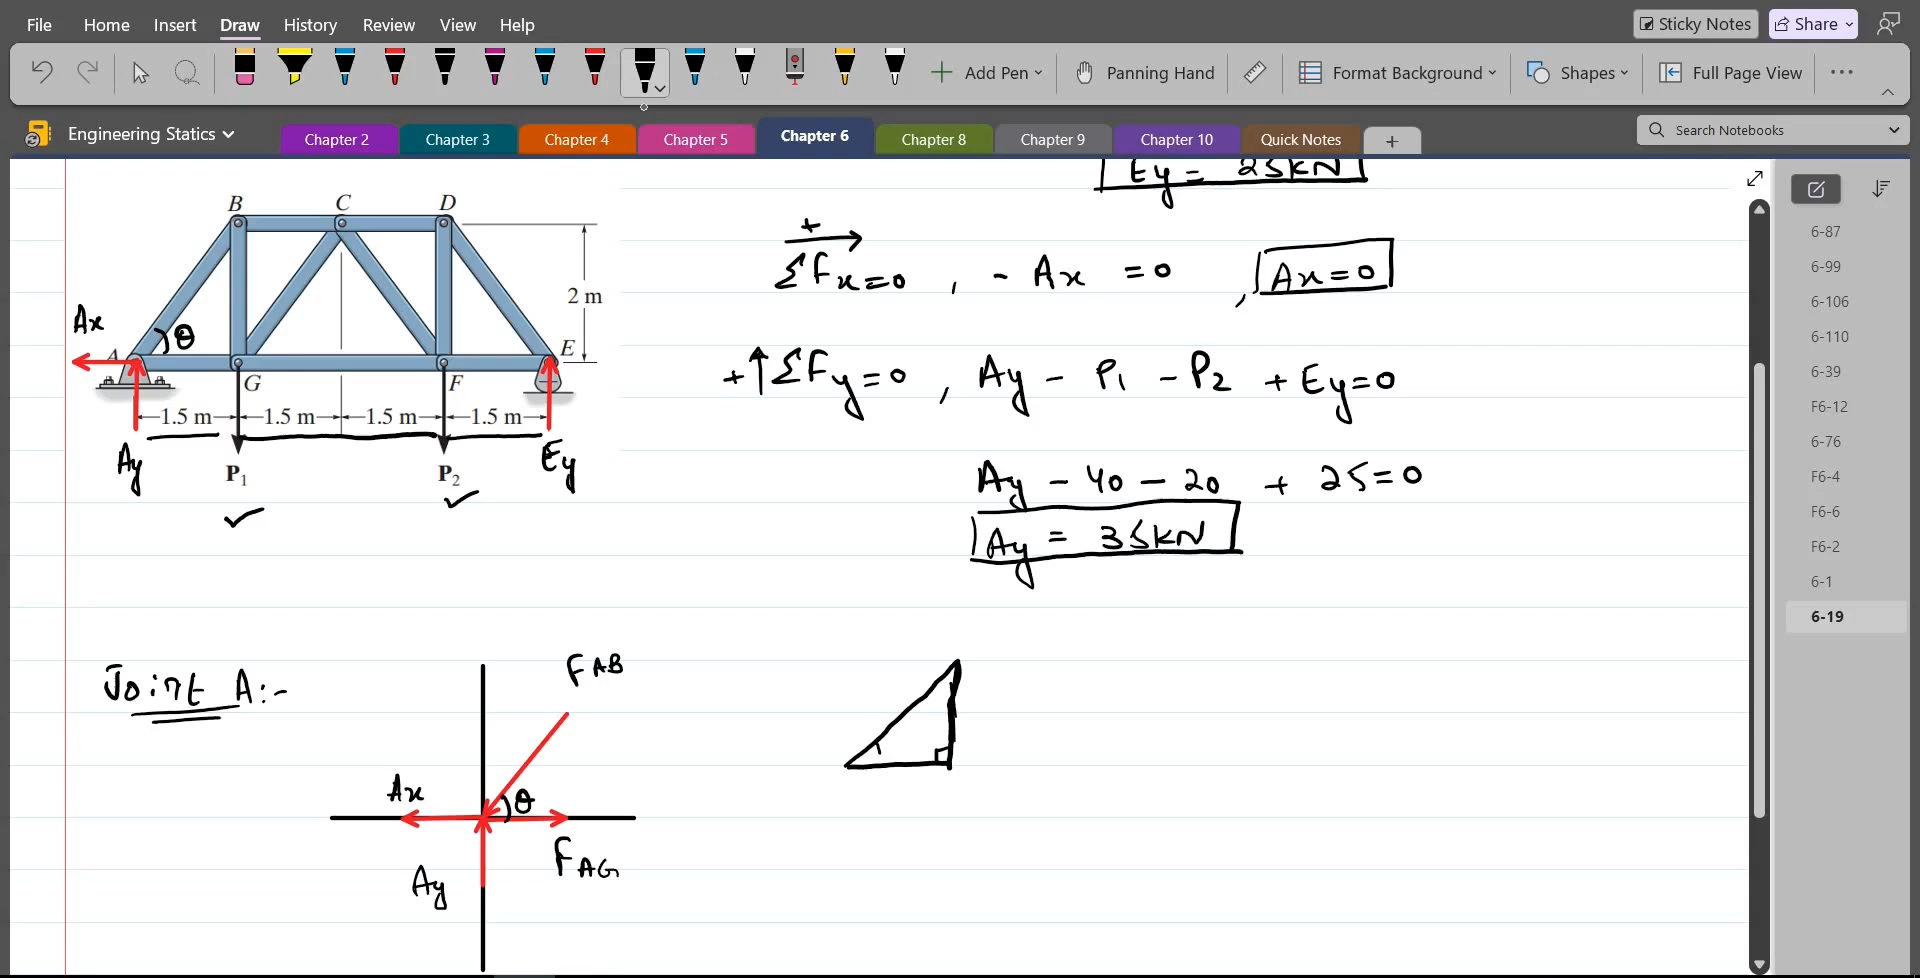 File Home Insert Draw History Review View Help
Sticky Notes Share
Add Pen Panning Hand Format Background Shapes Full Page View
Engineering Statics Chapter 2 Chapter 3 Chapter 4 Chapter 5 Chapter 6 Chapter 8 Chapter 9 Chapter 10 Quick Notes +
Search Notebooks
Ey = 25kN
B C D
+
ΣFx=0 , - Ax =0 , Ax=0
2 m
Ax θ
A E
G F
+↑ΣFy=0 , Ay - P1 - P2 + Ey=0
1.5 m 1.5 m 1.5 m 1.5 m
Ay P1 P2 Ey
Ay - 40 - 20 + 25=0
Ay = 35kN
Joint A:-
FAB
Ax θ
FAG
Ay
6-87
6-99
6-106
6-110
6-39
F6-12
6-76
F6-4
F6-6
F6-2
6-1
6-19